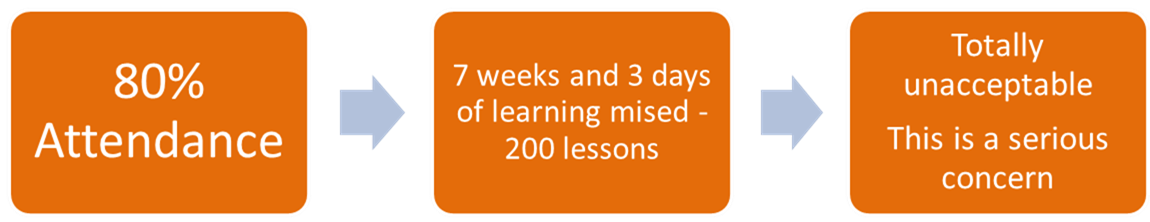 80%
Attendance
7 weeks and 3 days
of learning mised -
200 lessons
Totally
unacceptable
This is a serious
concern